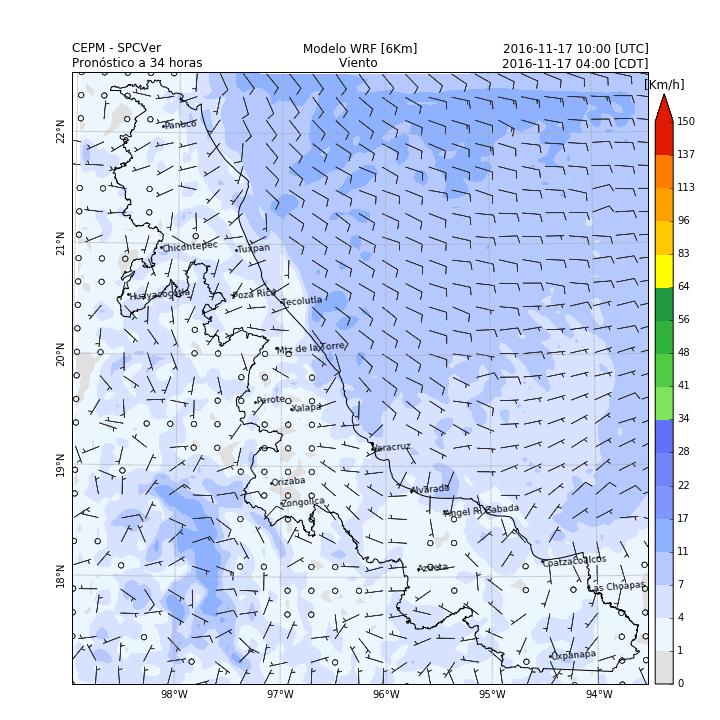 CEPM - SPCVer
Modelo WRF [6Km]
2016-11-17 10:00 [UTC]
Pronóstico a 34 horas
Viento
2016-11-17 04:00 [CDT]
[Km/h]
150
137
113
96
83
64
56
48
41
34
28
22
17
11
7
4
1
0
22°N
21°N
20°N
19°N
18°N
Panuco
Chicontepec
Tuxpan
Huayacocotla
Poza Rica
Tecolutla
Mtz de la Torre
Perote
Xalapa
Veracruz
Orizaba
Alvarado
Zongolica
Angel R. Cabada
Azueta
Coatzacoalcos
Las Choapas
Uxpanapa
98°W
97°W
96°W
95°W
94°W